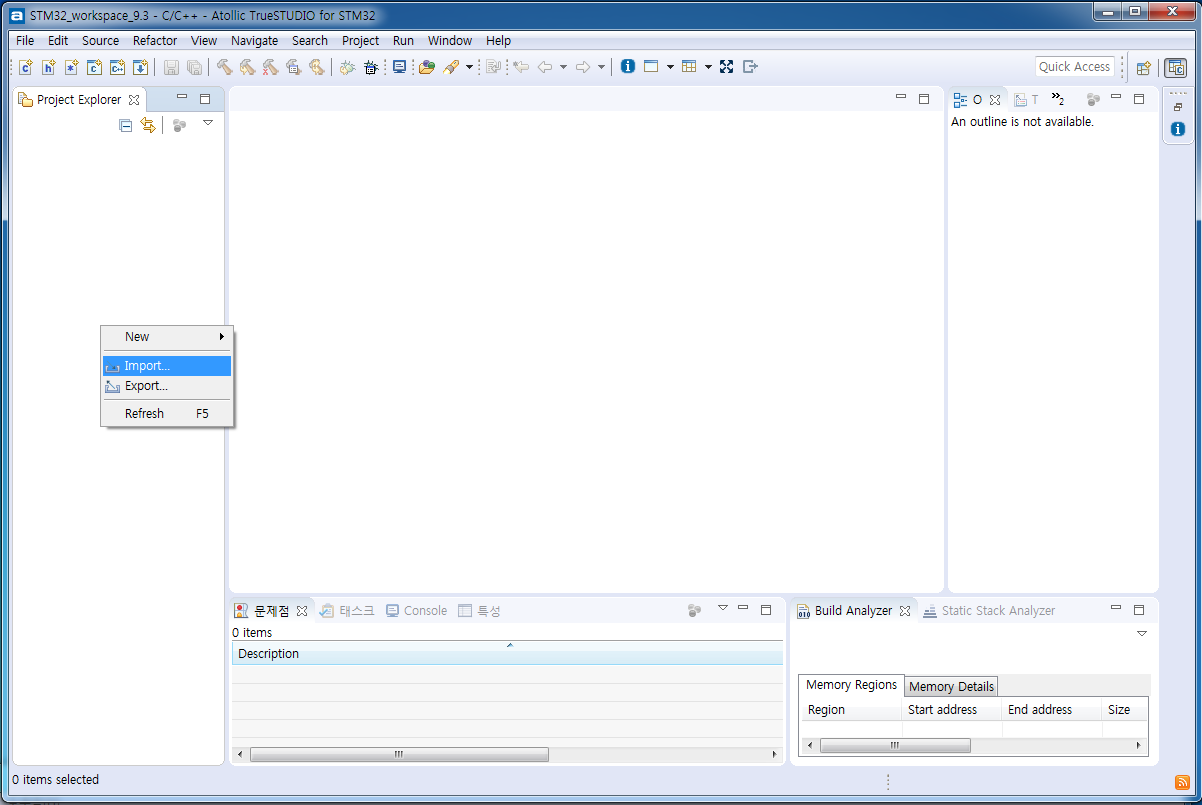 STM32_workspace_9.3 - C/C++ - Atollic TrueSTUDIO for STM32
File Edit Source Refactor View Navigate Search Project Run Window Help
Quick Access
Project Explorer
O T »2
An outline is not available.
New
Import...
Export...
Refresh F5
문제점 태스크 Console 특성
0 items
Description
Build Analyzer Static Stack Analyzer
Memory Regions Memory Details
Region Start address End address Size
0 items selected